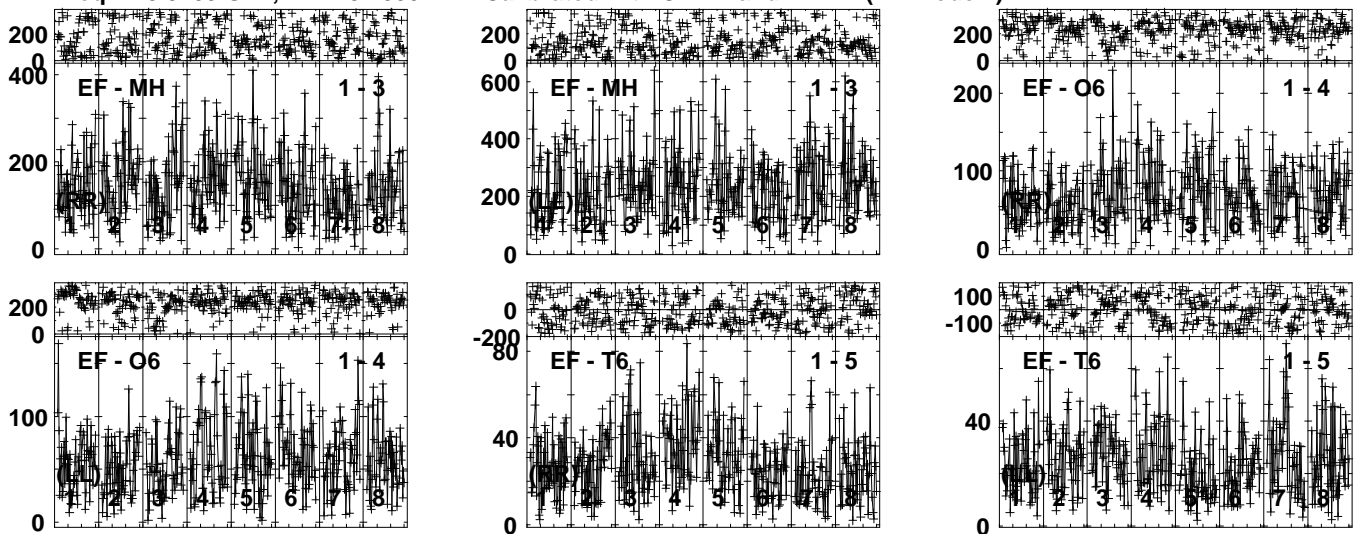 200 200 200
0 0 0
400 600 200
EF - MH 1 - 3 EF - MH 1 - 3 EF - O6 1 - 4
400
200 100
200
(RR) (LL) (RR)
1 2 3 4 5 6 7 8 1 2 3 4 5 6 7 8 1 2 3 4 5 6 7 8
0 0 0
200 0 100
0 -200 -100
80
EF - O6 1 - 4 EF - T6 1 - 5 EF - T6 1 - 5
100 40 40
(LL) (RR) (LL)
1 2 3 4 5 6 7 8 1 2 3 4 5 6 7 8 1 2 3 4 5 6 7 8
0 0 0